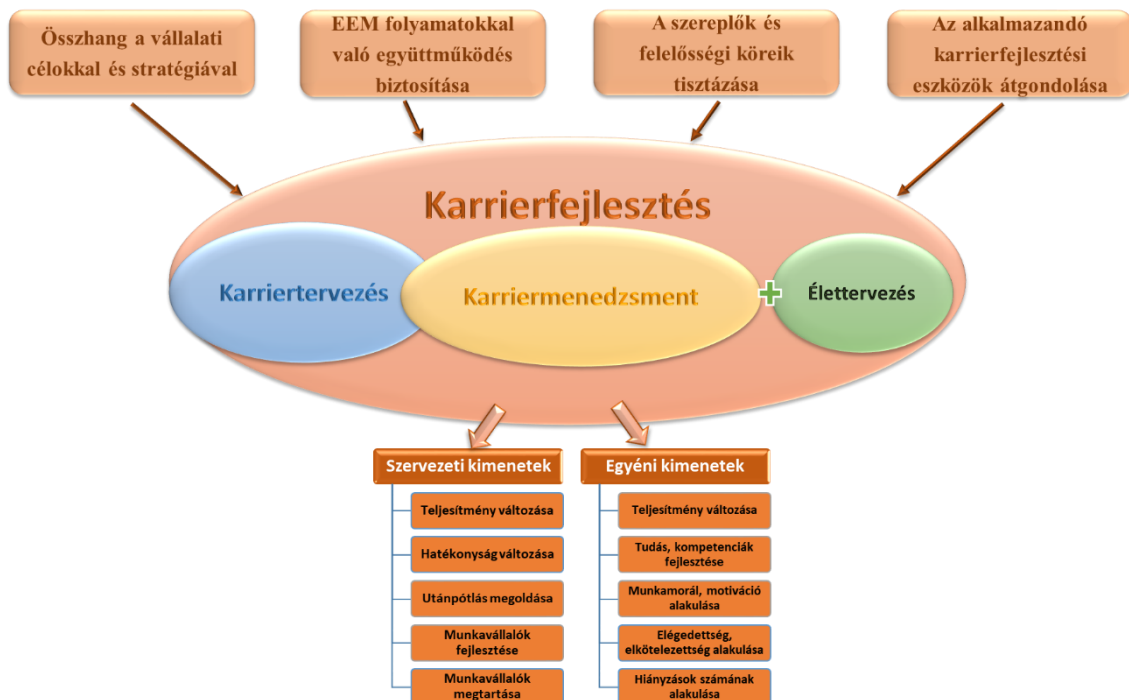 Összhang a vállalati
célokkal és stratégiával
EEM folyamatokkal
való együttműködés
biztosítása
A szereplők és
felelősségi köreik
tisztázása
Az alkalmazandó
karrierfejlesztési
eszközök átgondolása
Karrierfejlesztés
Karriertervezés
Karriermenedzsment
+
Élettervezés
Szervezeti kimenetek
Teljesítmény változása
Hatékonyság változása
Utánpótlás megoldása
Munkavállalók
fejlesztése
Munkavállalók
megtartása
Egyéni kimenetek
Teljesítmény változása
Tudás, kompetenciák
fejlesztése
Munkamorál, motiváció
alakulása
Elégedettség,
elkötelezettség alakulása
Hiányzások számának
alakulása